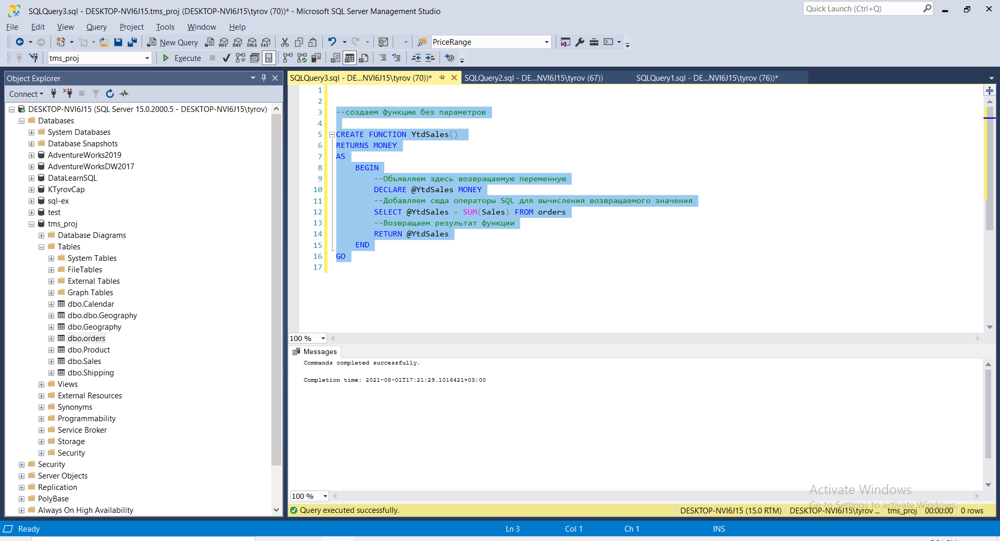 SQLQuery3.sql - DESKTOP-NVI6J15.tms_proj (DESKTOP-NVI6J15\tyrov (70))* - Microsoft SQL Server Management Studio
Quick Launch (Ctrl+Q)
File Edit View Query Project Tools Window Help
New Query MDX DMX XMLA DAX PriceRange
tms_proj Execute
Object Explorer
Connect
DESKTOP-NVI6J15 (SQL Server 15.0.2000.5 - DESKTOP-NVI6J15\tyrov)
Databases
System Databases
Database Snapshots
AdventureWorks2019
AdventureWorksDW2017
DataLearnSQL
KTyrovCap
sql-ex
test
tms_proj
Database Diagrams
Tables
System Tables
FileTables
External Tables
Graph Tables
dbo.Calendar
dbo.dbo.Geography
dbo.Geography
dbo.orders
dbo.Product
dbo.Sales
dbo.Shipping
Views
External Resources
Synonyms
Programmability
Service Broker
Storage
Security
Security
Server Objects
Replication
PolyBase
Always On High Availability
SQLQuery3.sql - DE...NVI6J15\tyrov (70))* SQLQuery2.sql - DE...NVI6J15\tyrov (67)) SQLQuery1.sql - DE...NVI6J15\tyrov (76))*
1
2
3 --создаем функцию без параметров
4
5 CREATE FUNCTION YtdSales()
6 RETURNS MONEY
7 AS
8 BEGIN
9 --Объявляем здесь возвращаемую переменную
10 DECLARE @YtdSales MONEY
11 --Добавляем сюда операторы SQL для вычисления возвращаемого значения
12 SELECT @YtdSales = SUM(Sales) FROM orders
13 --Возвращаем результат функции
14 RETURN @YtdSales
15 END
16 GO
17
100 %
Messages
Commands completed successfully.
Completion time: 2021-08-01T17:21:29.1016421+03:00
Activate Windows
Go to Settings to activate Windows.
100 %
Query executed successfully. DESKTOP-NVI6J15 (15.0 RTM) DESKTOP-NVI6J15\tyrov ... tms_proj 00:00:00 0 rows
Ready Ln 3 Col 1 Ch 1 INS